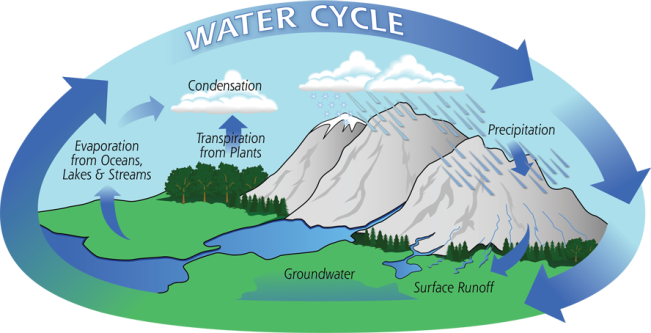 WATER CYCLE
Condensation
Precipitation
Evaporation
from Oceans,
Lakes & Streams
Transpiration
from Plants
Groundwater
Surface Runoff